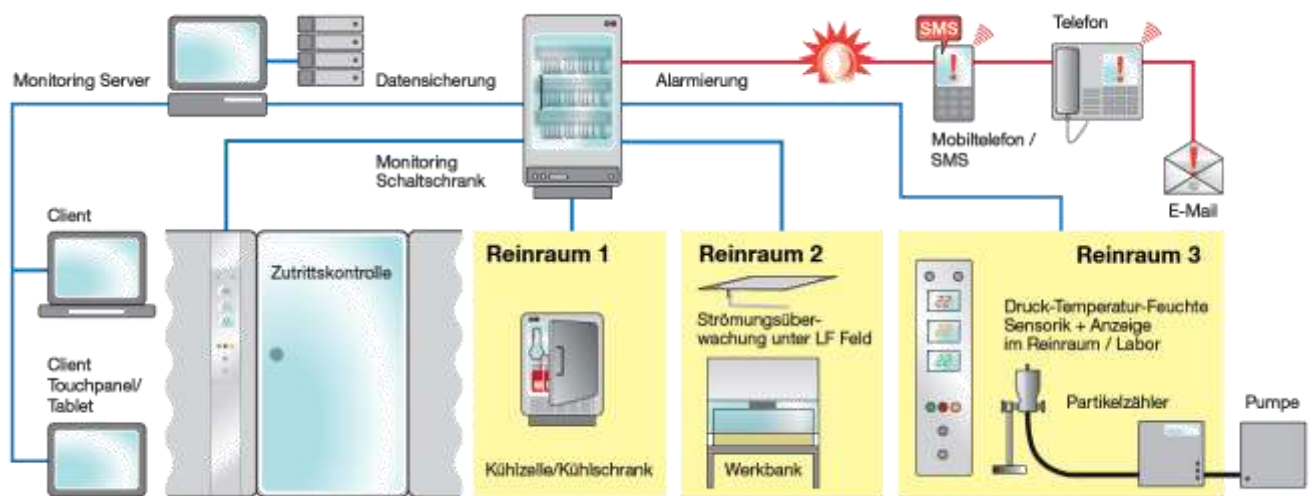 SMS
Telefon
Monitoring Server
Datensicherung
Alarmierung
Mobiltelefon /
SMS
Monitoring
Schaltschrank
E-Mail
Client
Zutrittskontrolle
Reinraum 1
Reinraum 2
Reinraum 3
Strömungsüber-
wachung unter LF Feld
Druck-Temperatur-Feuchte
Sensorik + Anzeige
im Reinraum / Labor
Client
Touchpanel/
Tablet
Partikelzähler
Pumpe
Kühlzelle/Kühlschrank
Werkbank